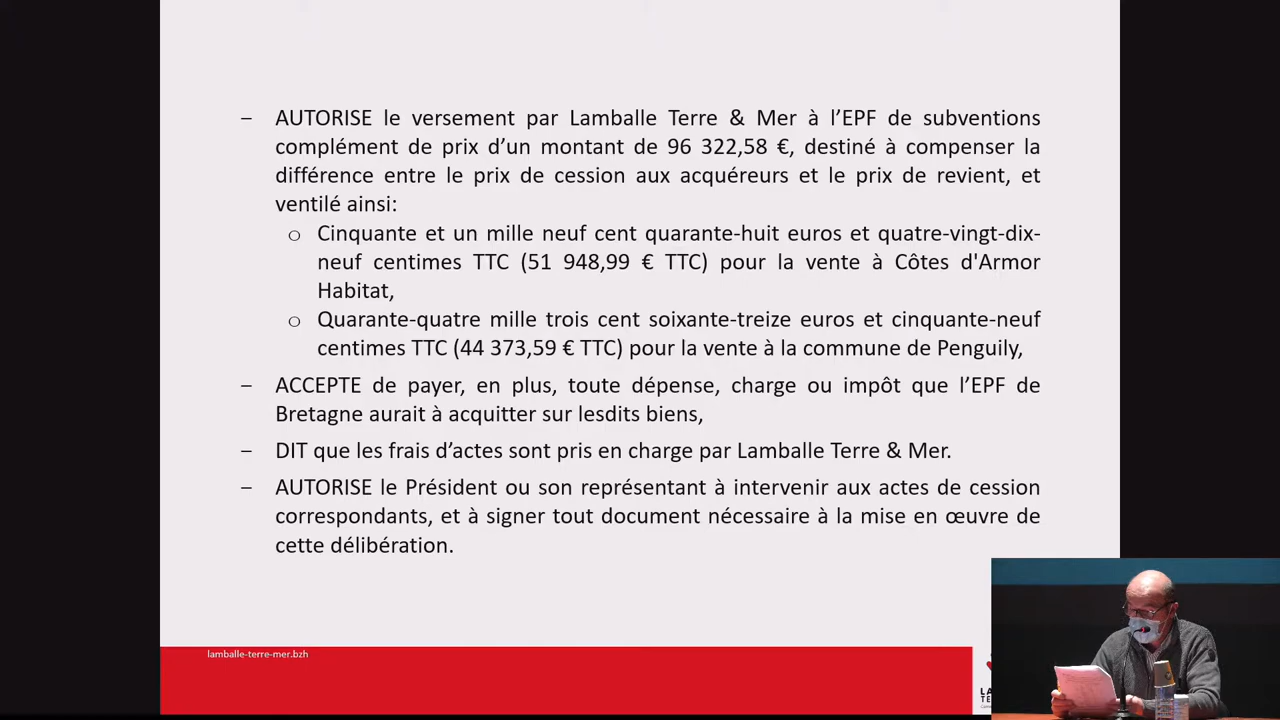 – AUTORISE le versement par Lamballe Terre & Mer à l’EPF de subventions
complément de prix d’un montant de 96 322,58 €, destiné à compenser la
différence entre le prix de cession aux acquéreurs et le prix de revient, et
ventilé ainsi:
o Cinquante et un mille neuf cent quarante-huit euros et quatre-vingt-dix-
neuf centimes TTC (51 948,99 € TTC) pour la vente à Côtes d'Armor
Habitat,
o Quarante-quatre mille trois cent soixante-treize euros et cinquante-neuf
centimes TTC (44 373,59 € TTC) pour la vente à la commune de Penguily,
– ACCEPTE de payer, en plus, toute dépense, charge ou impôt que l’EPF de
Bretagne aurait à acquitter sur lesdits biens,
– DIT que les frais d’actes sont pris en charge par Lamballe Terre & Mer.
– AUTORISE le Président ou son représentant à intervenir aux actes de cession
correspondants, et à signer tout document nécessaire à la mise en œuvre de
cette délibération.
lamballe-terre-mer.bzh